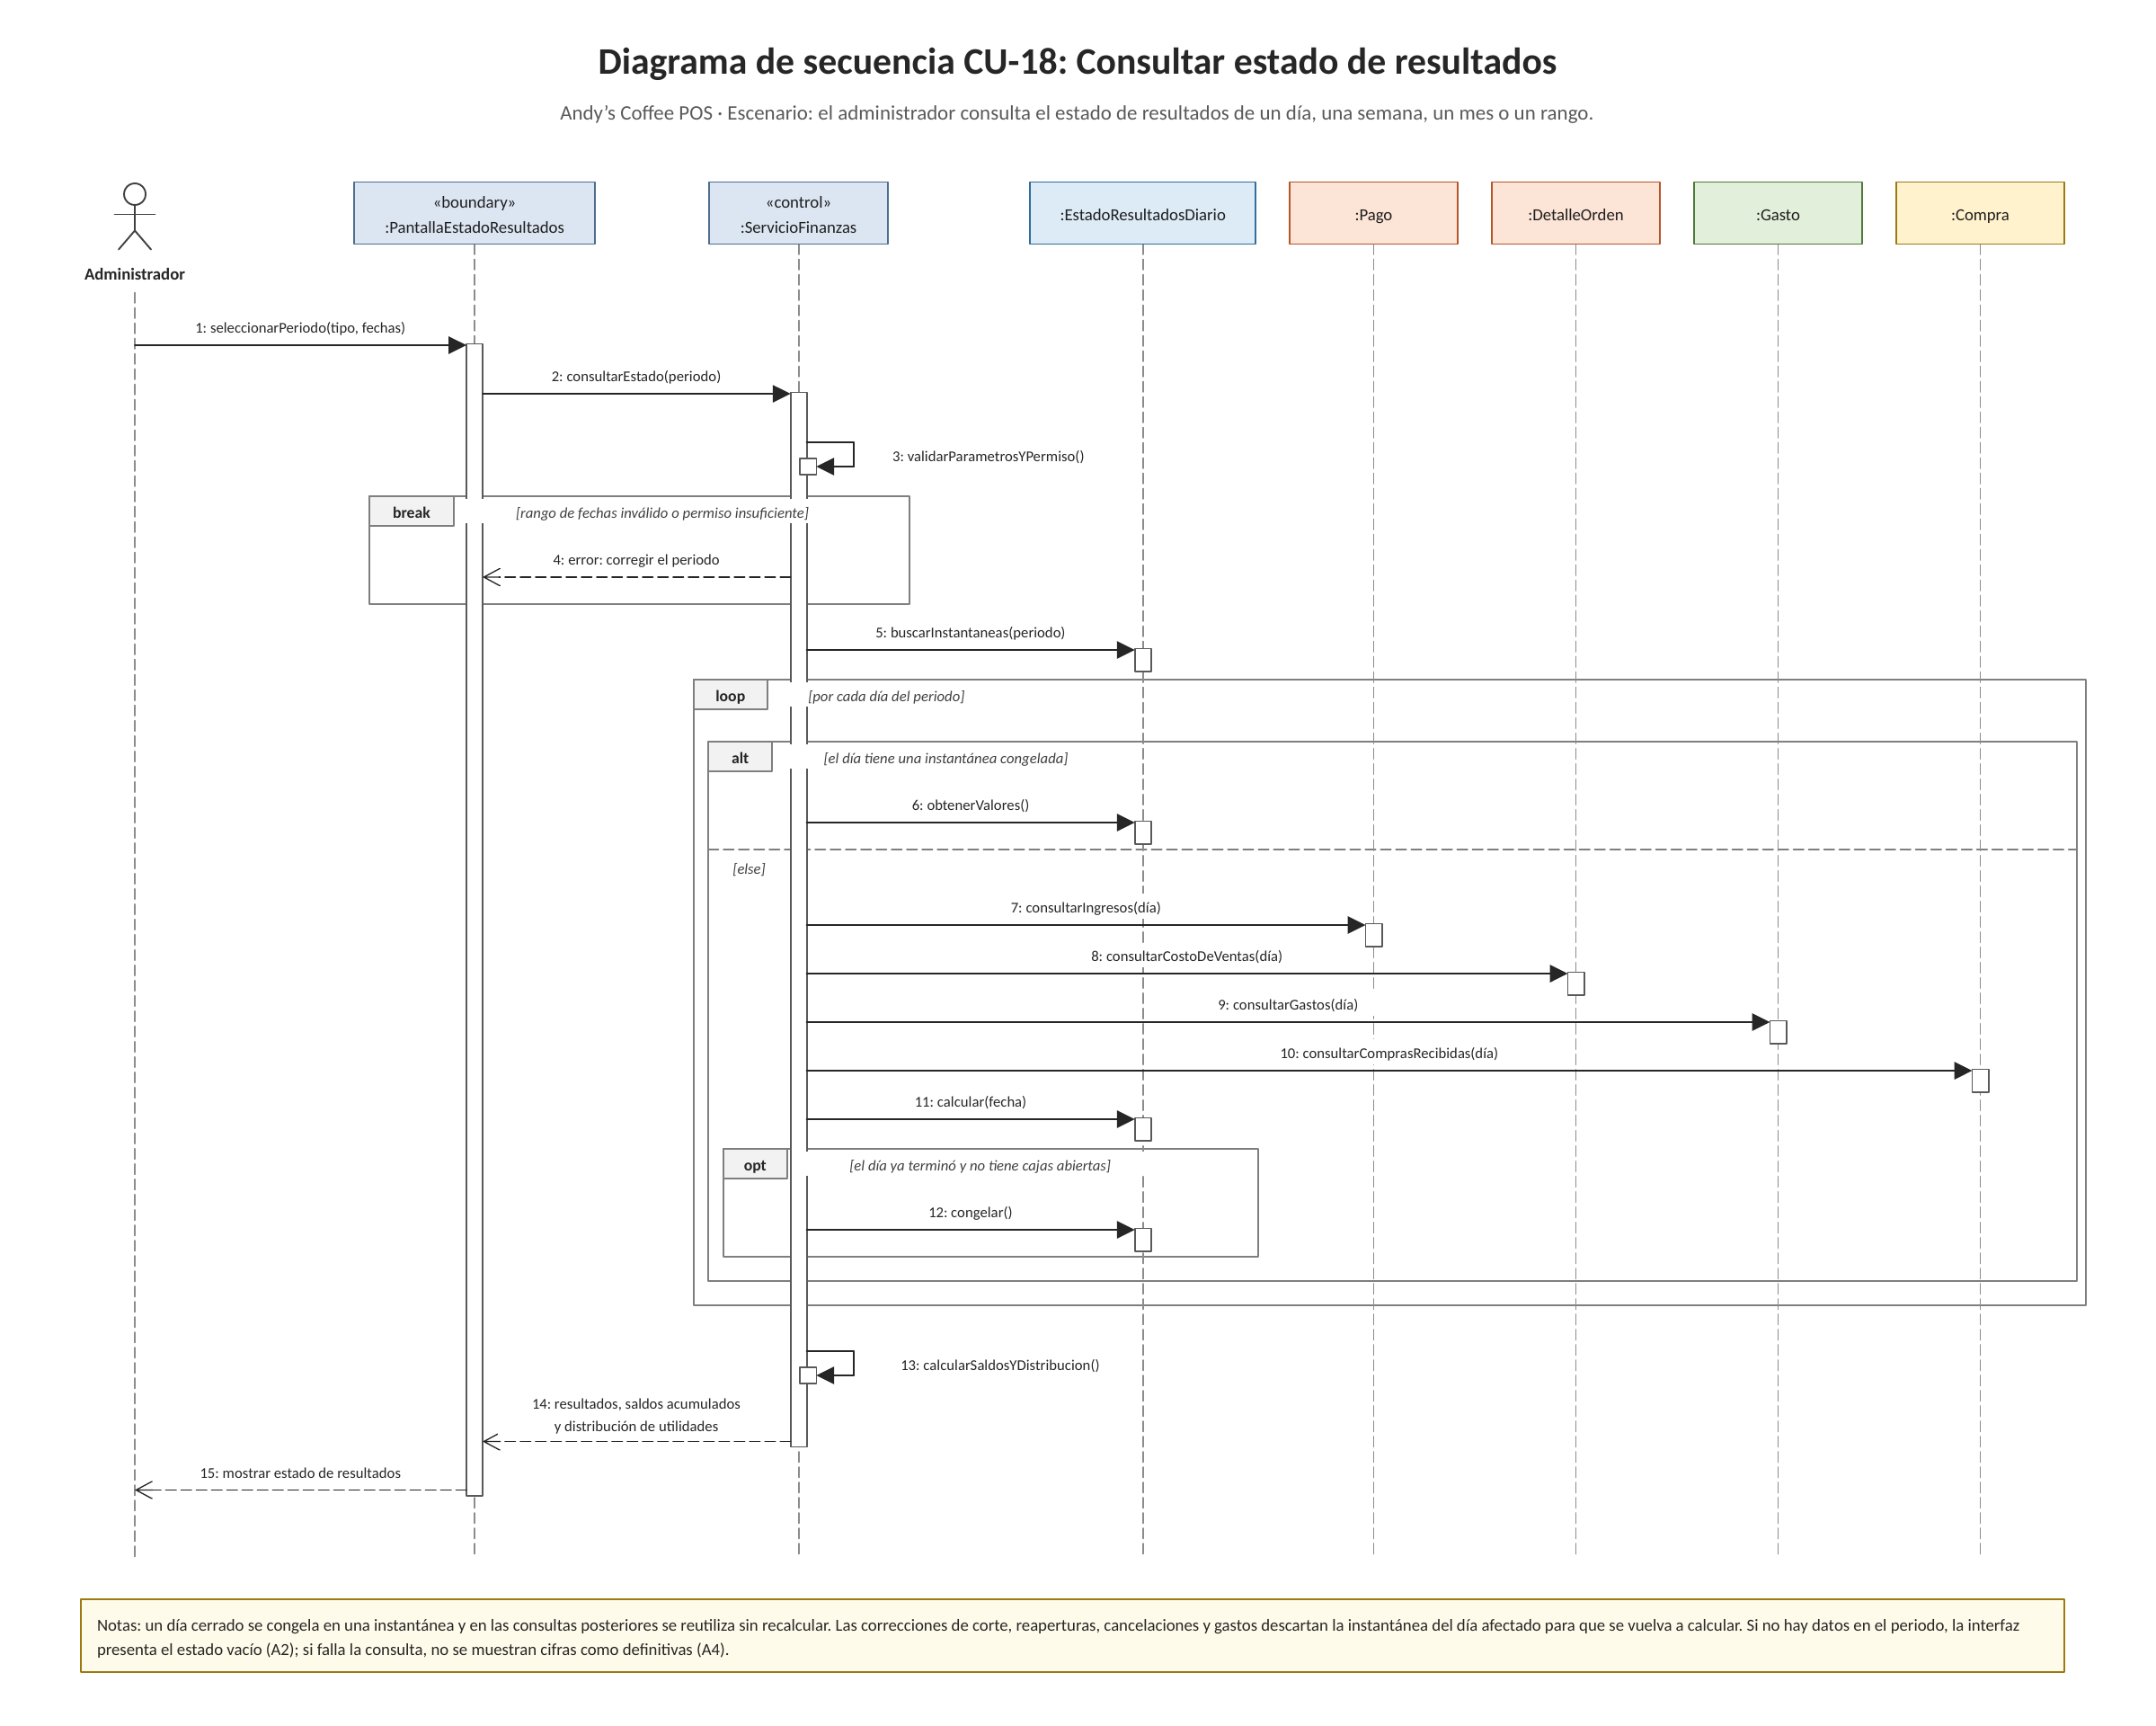 Diagrama de secuencia CU-18: Consultar estado de resultados
Andy’s Coffee POS · Escenario: el administrador consulta el estado de resultados de un día, una semana, un mes o un rango.
Administrador
«boundary»
:PantallaEstadoResultados
«control»
:ServicioFinanzas
:EstadoResultadosDiario
:Pago
:DetalleOrden
:Gasto
:Compra
1: seleccionarPeriodo(tipo, fechas)
2: consultarEstado(periodo)
3: validarParametrosYPermiso()
break
[rango de fechas inválido o permiso insuficiente]
4: error: corregir el periodo
5: buscarInstantaneas(periodo)
loop
[por cada día del periodo]
alt
[el día tiene una instantánea congelada]
6: obtenerValores()
[else]
7: consultarIngresos(día)
8: consultarCostoDeVentas(día)
9: consultarGastos(día)
10: consultarComprasRecibidas(día)
11: calcular(fecha)
opt
[el día ya terminó y no tiene cajas abiertas]
12: congelar()
13: calcularSaldosYDistribucion()
14: resultados, saldos acumulados
y distribución de utilidades
15: mostrar estado de resultados
Notas: un día cerrado se congela en una instantánea y en las consultas posteriores se reutiliza sin recalcular. Las correcciones de corte, reaperturas, cancelaciones y gastos descartan la instantánea del día afectado para que se vuelva a calcular. Si no hay datos en el periodo, la interfaz
presenta el estado vacío (A2); si falla la consulta, no se muestran cifras como definitivas (A4).